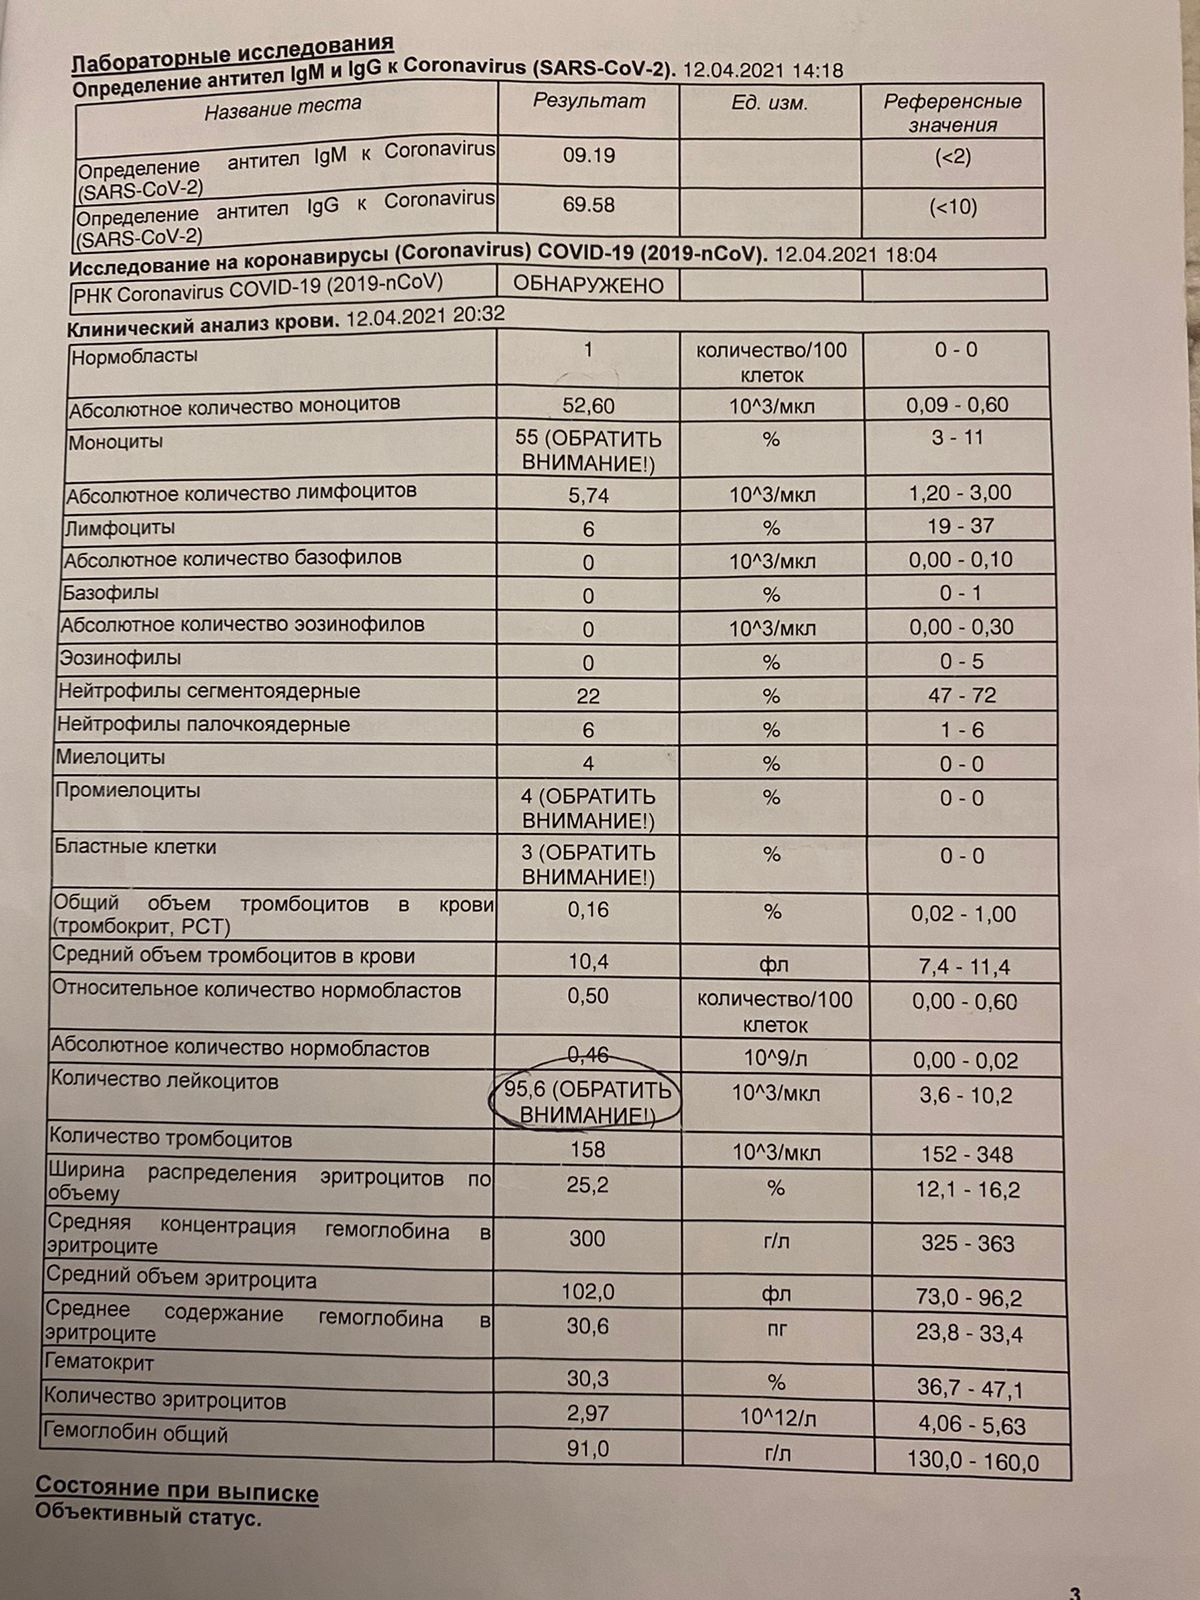 Лабораторные исследования
Определение антител IgM и IgG к Coronavirus (SARS-CoV-2). 12.04.2021 14:18
Название теста Результат Ед. изм. Референсные
значения
Определение антител IgM к Coronavirus 09.19 (<2)
(SARS-CoV-2)
Определение антител IgG к Coronavirus 69.58 (<10)
(SARS-CoV-2)
Исследование на коронавирусы (Coronavirus) COVID-19 (2019-nCoV). 12.04.2021 18:04
РНК Coronavirus COVID-19 (2019-nCoV) ОБНАРУЖЕНО
Клинический анализ крови. 12.04.2021 20:32
Нормобласты 1 количество/100 0 - 0
клеток
Абсолютное количество моноцитов 52,60 10^3/мкл 0,09 - 0,60
Моноциты 55 (ОБРАТИТЬ % 3 - 11
ВНИМАНИЕ!)
Абсолютное количество лимфоцитов 5,74 10^3/мкл 1,20 - 3,00
Лимфоциты 6 % 19 - 37
Абсолютное количество базофилов 0 10^3/мкл 0,00 - 0,10
Базофилы 0 % 0 - 1
Абсолютное количество эозинофилов 0 10^3/мкл 0,00 - 0,30
Эозинофилы 0 % 0 - 5
Нейтрофилы сегментоядерные 22 % 47 - 72
Нейтрофилы палочкоядерные 6 % 1 - 6
Миелоциты 4 % 0 - 0
Промиелоциты 4 (ОБРАТИТЬ % 0 - 0
ВНИМАНИЕ!)
Бластные клетки 3 (ОБРАТИТЬ % 0 - 0
ВНИМАНИЕ!)
Общий объем тромбоцитов в крови 0,16 % 0,02 - 1,00
(тромбокрит, PCT)
Средний объем тромбоцитов в крови 10,4 фл 7,4 - 11,4
Относительное количество нормобластов 0,50 количество/100 0,00 - 0,60
клеток
Абсолютное количество нормобластов 0,46 10^9/л 0,00 - 0,02
Количество лейкоцитов 95,6 (ОБРАТИТЬ 10^3/мкл 3,6 - 10,2
ВНИМАНИЕ!)
Количество тромбоцитов 158 10^3/мкл 152 - 348
Ширина распределения эритроцитов по 25,2 % 12,1 - 16,2
объему
Средняя концентрация гемоглобина в 300 г/л 325 - 363
эритроците
Средний объем эритроцита 102,0 фл 73,0 - 96,2
Среднее содержание гемоглобина в 30,6 пг 23,8 - 33,4
эритроците
Гематокрит 30,3 % 36,7 - 47,1
Количество эритроцитов 2,97 10^12/л 4,06 - 5,63
Гемоглобин общий 91,0 г/л 130,0 - 160,0
Состояние при выписке
Объективный статус.
3